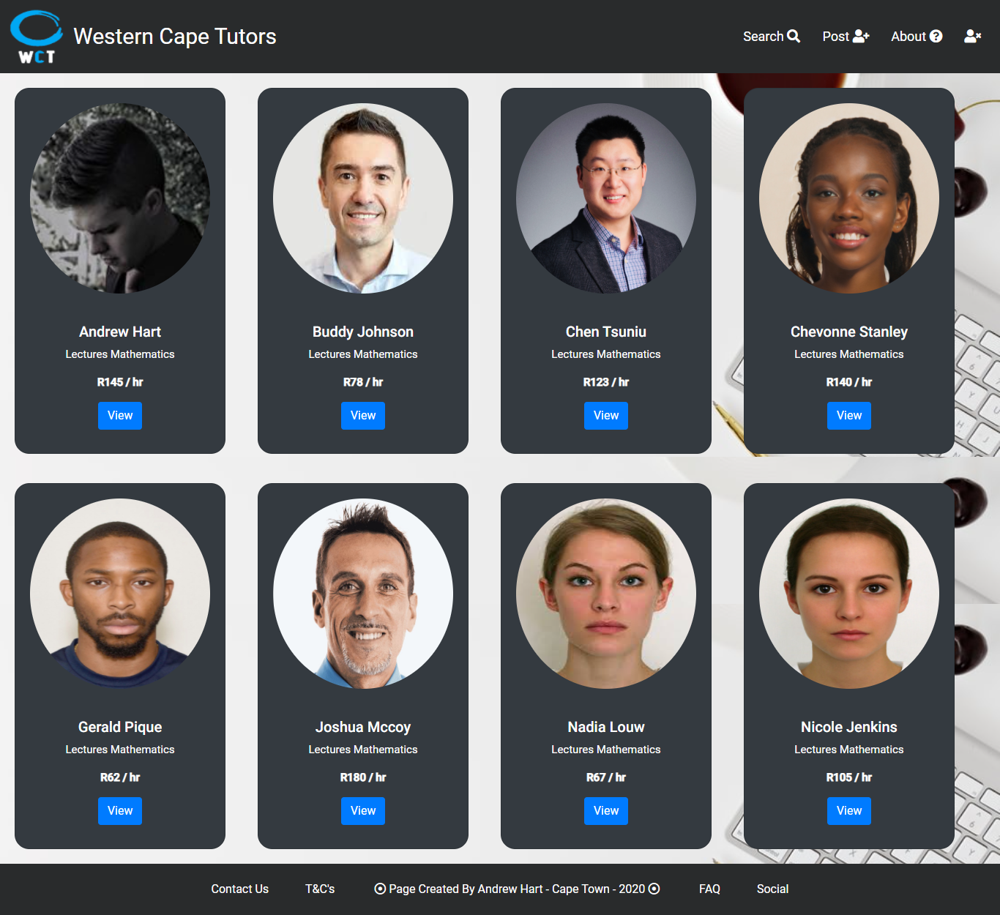 WCT
Western Cape Tutors
Search
Post
About
Andrew Hart
Lectures Mathematics
R145 / hr
View
Buddy Johnson
Lectures Mathematics
R78 / hr
View
Chen Tsuniu
Lectures Mathematics
R123 / hr
View
Chevonne Stanley
Lectures Mathematics
R140 / hr
View
Gerald Pique
Lectures Mathematics
R62 / hr
View
Joshua Mccoy
Lectures Mathematics
R180 / hr
View
Nadia Louw
Lectures Mathematics
R67 / hr
View
Nicole Jenkins
Lectures Mathematics
R105 / hr
View
Contact Us
T&C's
Page Created By Andrew Hart - Cape Town - 2020
FAQ
Social